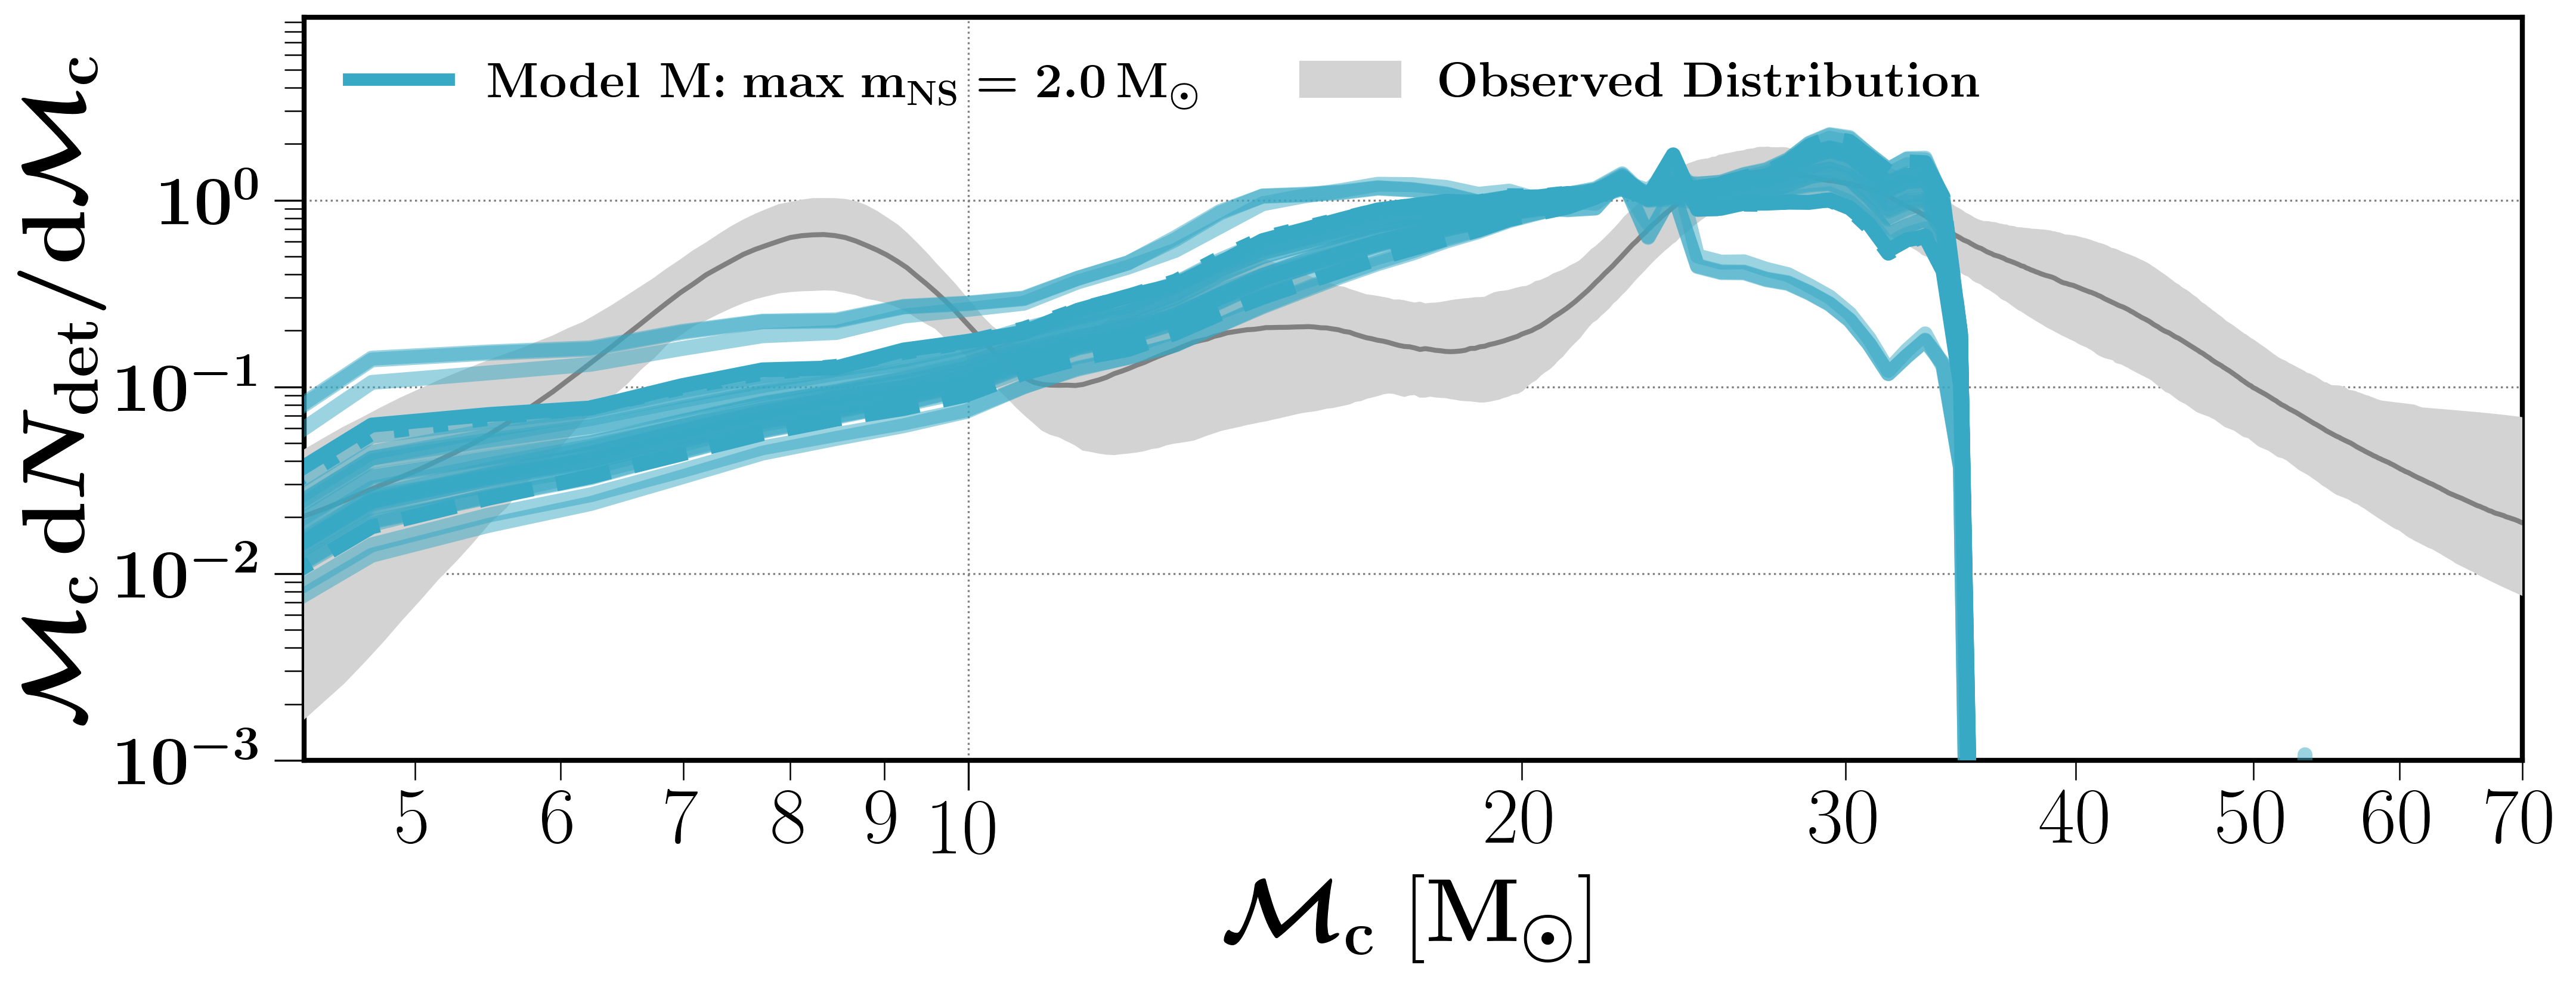 Model M: max m_NS = 2.0 M_⊙
Observed Distribution
ℳ_c dN_det/dℳ_c
10^0
10^−1
10^−2
10^−3
5 6 7 8 9 10 20 30 40 50 60 70
ℳ_c [M_⊙]